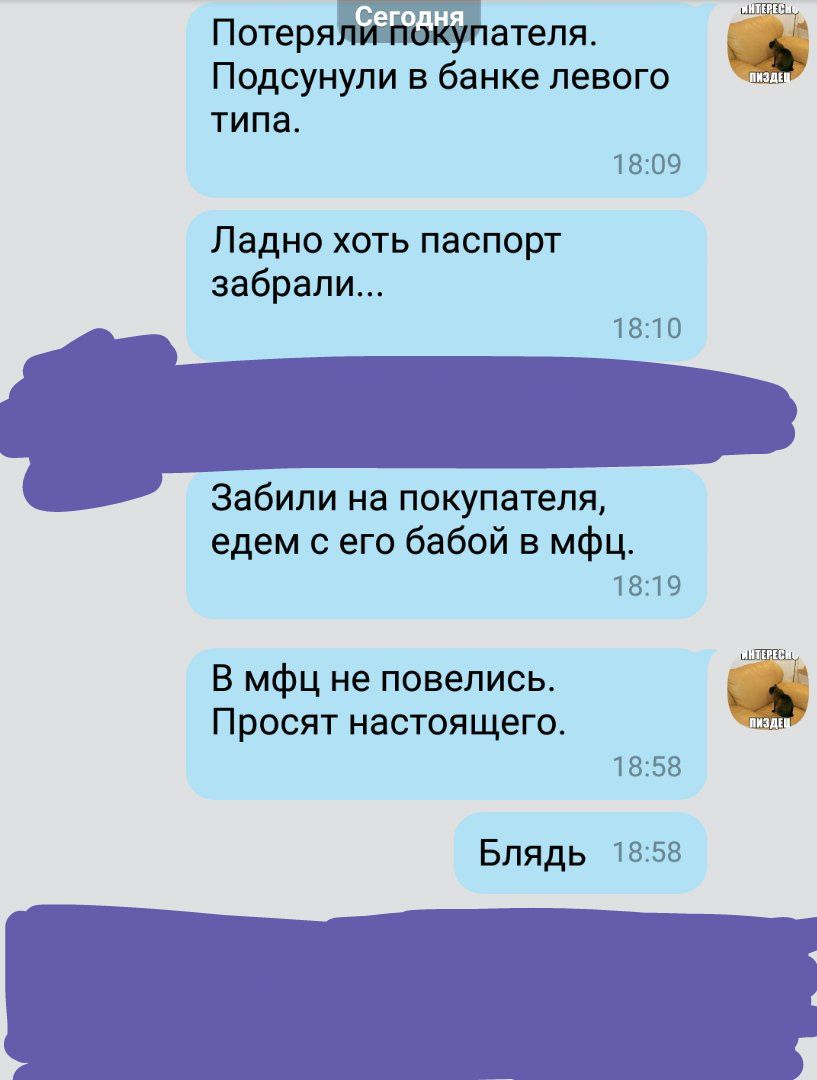 Сегодня
ИНТЕРЕСНО
Потеряли покупателя.
Подсунули в банке левого
типа.
ПИЗДЕЦ
18:09
Ладно хоть паспорт
забрали...
18:10
Забили на покупателя,
едем с его бабой в мфц.
18:19
ИНТЕРЕСНО
В мфц не повелись.
Просят настоящего.
ПИЗДЕЦ
18:58
Блядь 18:58